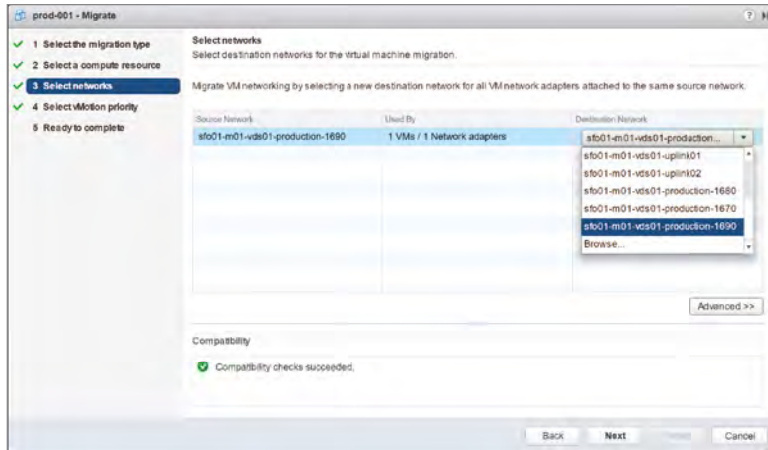 prod-001 - Migrate
1 Select the migration type
2 Select a compute resource
3 Select networks
4 Select vMotion priority
5 Ready to complete
Select networks
Select destination networks for the virtual machine migration.
Migrate VM networking by selecting a new destination network for all VM network adapters attached to the same source network.
Source Network Used By Destination Network
sfo01-m01-vds01-production-1690 1 VMs / 1 Network adapters sfo01-m01-vds01-production...
sfo01-m01-vds01-uplink01
sfo01-m01-vds01-uplink02
sfo01-m01-vds01-production-1680
sfo01-m01-vds01-production-1670
sfo01-m01-vds01-production-1690
Browse...
Advanced >>
Compatibility
Compatibility checks succeeded.
Back Next Cancel